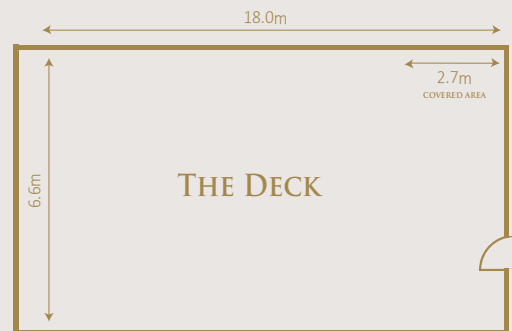 18.0m
2.7m
COVERED AREA
6.6m
THE DECK